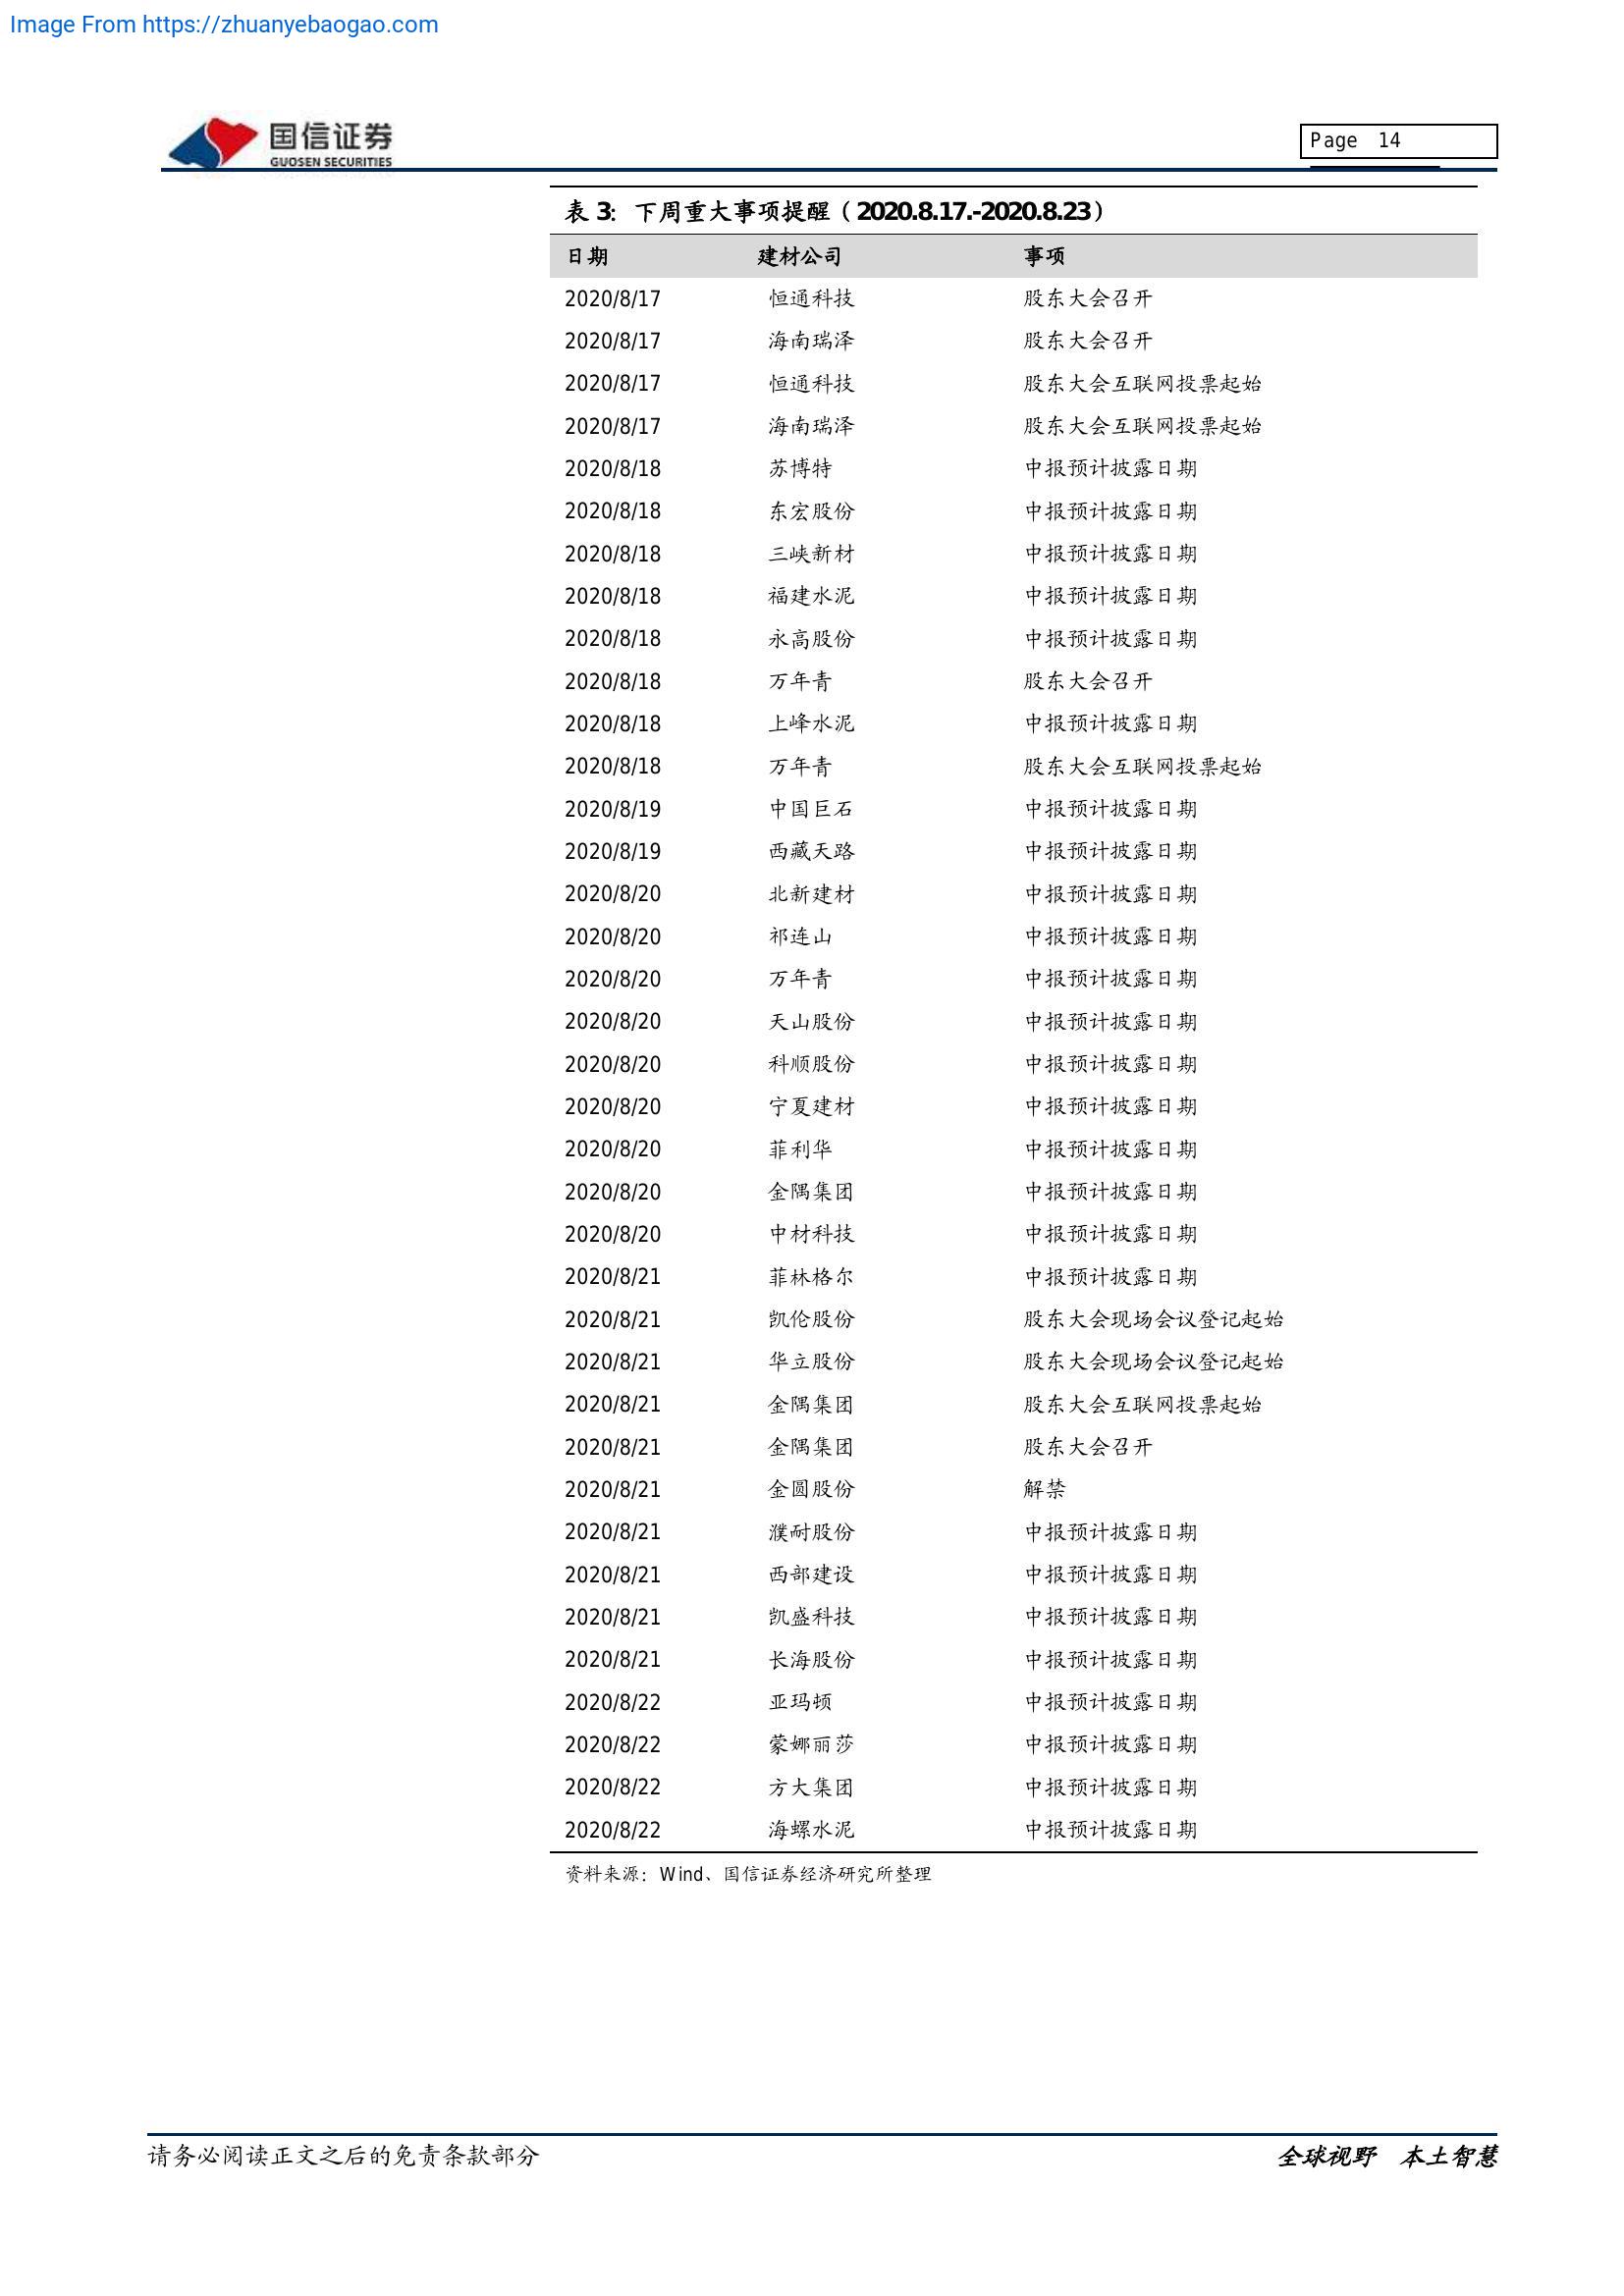 Image From https://zhuanyebaogao.com
国信证券
GUOSEN SECURITIES
Page 14
表 3: 下周重大事项提醒（2020.8.17.-2020.8.23）
日期 建材公司 事项
2020/8/17 恒通科技 股东大会召开
2020/8/17 海南瑞泽 股东大会召开
2020/8/17 恒通科技 股东大会互联网投票起始
2020/8/17 海南瑞泽 股东大会互联网投票起始
2020/8/18 苏博特 中报预计披露日期
2020/8/18 东宏股份 中报预计披露日期
2020/8/18 三峡新材 中报预计披露日期
2020/8/18 福建水泥 中报预计披露日期
2020/8/18 永高股份 中报预计披露日期
2020/8/18 万年青 股东大会召开
2020/8/18 上峰水泥 中报预计披露日期
2020/8/18 万年青 股东大会互联网投票起始
2020/8/19 中国巨石 中报预计披露日期
2020/8/19 西藏天路 中报预计披露日期
2020/8/20 北新建材 中报预计披露日期
2020/8/20 祁连山 中报预计披露日期
2020/8/20 万年青 中报预计披露日期
2020/8/20 天山股份 中报预计披露日期
2020/8/20 科顺股份 中报预计披露日期
2020/8/20 宁夏建材 中报预计披露日期
2020/8/20 菲利华 中报预计披露日期
2020/8/20 金隅集团 中报预计披露日期
2020/8/20 中材科技 中报预计披露日期
2020/8/21 菲林格尔 中报预计披露日期
2020/8/21 凯伦股份 股东大会现场会议登记起始
2020/8/21 华立股份 股东大会现场会议登记起始
2020/8/21 金隅集团 股东大会互联网投票起始
2020/8/21 金隅集团 股东大会召开
2020/8/21 金圆股份 解禁
2020/8/21 濮耐股份 中报预计披露日期
2020/8/21 西部建设 中报预计披露日期
2020/8/21 凯盛科技 中报预计披露日期
2020/8/21 长海股份 中报预计披露日期
2020/8/22 亚玛顿 中报预计披露日期
2020/8/22 蒙娜丽莎 中报预计披露日期
2020/8/22 方大集团 中报预计披露日期
2020/8/22 海螺水泥 中报预计披露日期
资料来源：Wind、国信证券经济研究所整理
请务必阅读正文之后的免责条款部分 全球视野 本土智慧